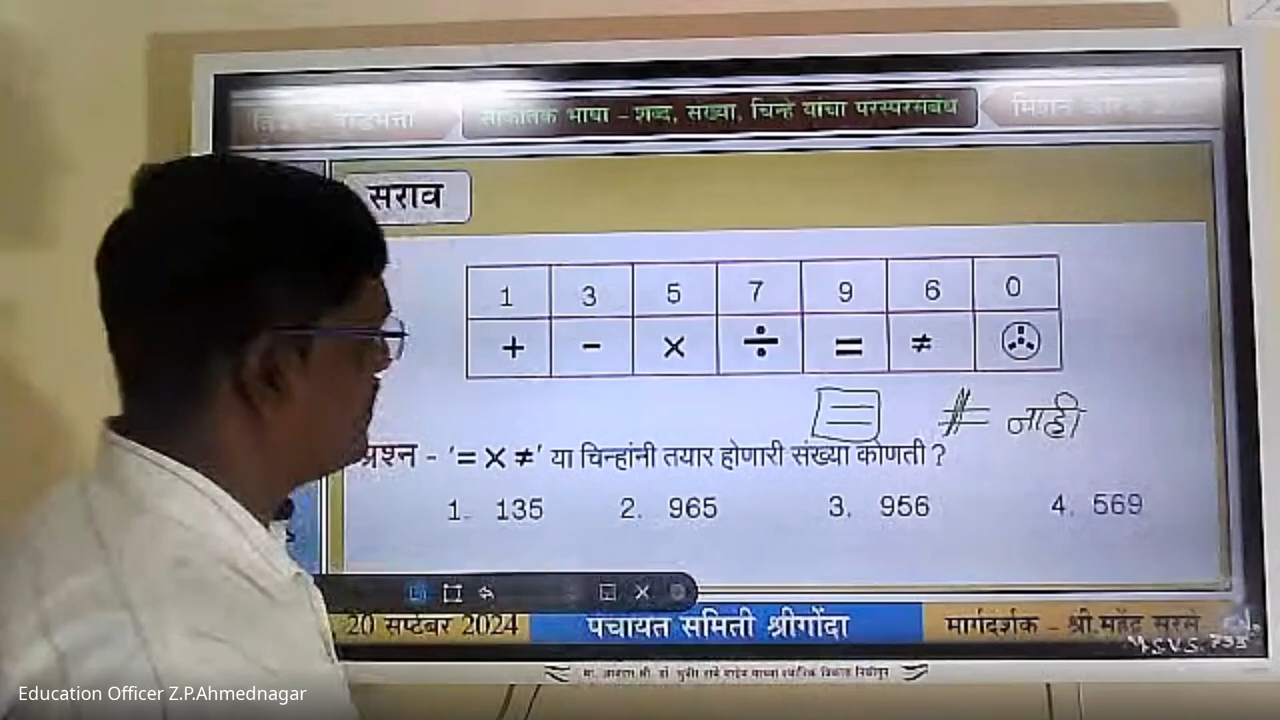 सांकेतिक भाषा – शब्द, संख्या, चिन्हे यांचा परस्परसंबंध
सराव
1 3 5 7 9 6 0
+ − × ÷ = ≠
= ≠ नाही
प्रश्न - '= × ≠' या चिन्हांनी तयार होणारी संख्या कोणती ?
1. 135 2. 965 3. 956 4. 569
20 सप्टेंबर 2024 पंचायत समिती श्रीगोंदा मार्गदर्शक – श्री.महेंद्र
Education Officer Z.P.Ahmednagar